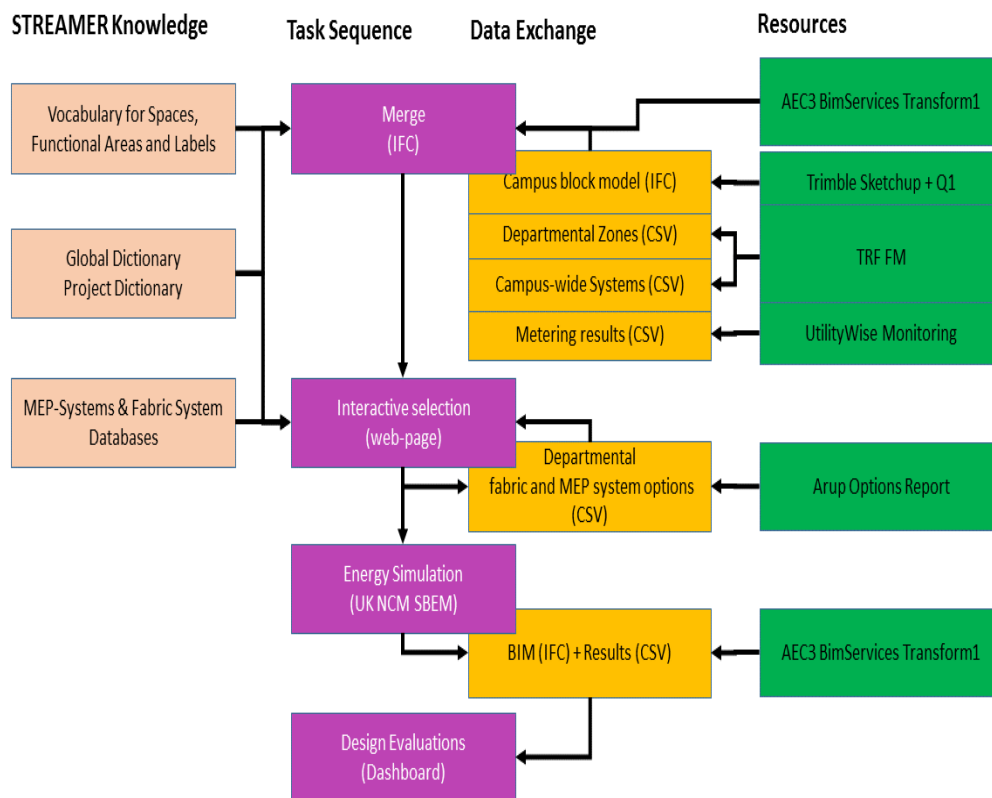 STREAMER Knowledge
Task Sequence
Data Exchange
Resources
Vocabulary for Spaces,
Functional Areas and Labels
Global Dictionary
Project Dictionary
MEP-Systems & Fabric System
Databases
Merge
(IFC)
Interactive selection
(web-page)
Energy Simulation
(UK NCM SBEM)
Design Evaluations
(Dashboard)
Campus block model (IFC)
Departmental Zones (CSV)
Campus-wide Systems (CSV)
Metering results (CSV)
Departmental
fabric and MEP system options
(CSV)
BIM (IFC) + Results (CSV)
AEC3 BimServices Transform1
Trimble Sketchup + Q1
TRF FM
UtilityWise Monitoring
Arup Options Report
AEC3 BimServices Transform1